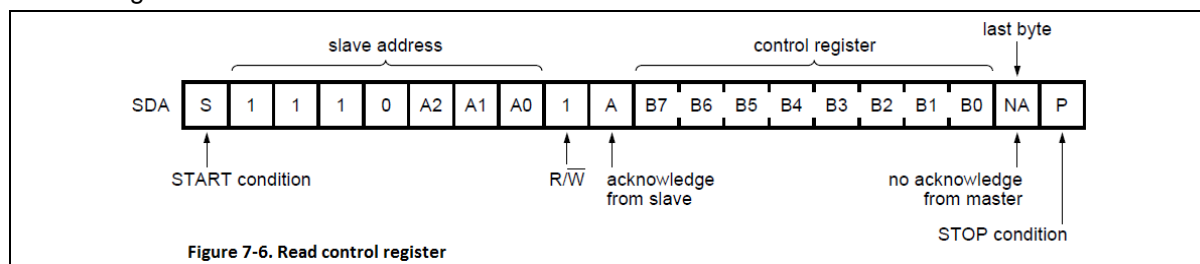 last byte
slave address control register
SDA S 1 1 1 0 A2 A1 A0 1 A B7 B6 B5 B4 B3 B2 B1 B0 NA P
START condition R/W̅ acknowledge from slave no acknowledge from master
STOP condition
Figure 7-6. Read control register